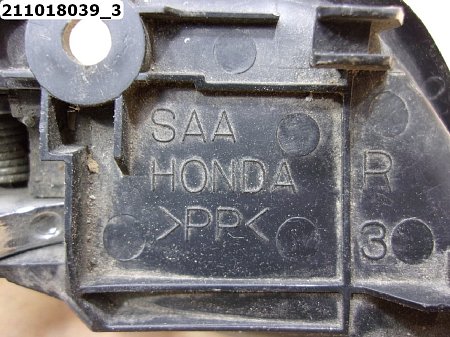 211018039_3
SAA
HONDA
>PP<
R
3